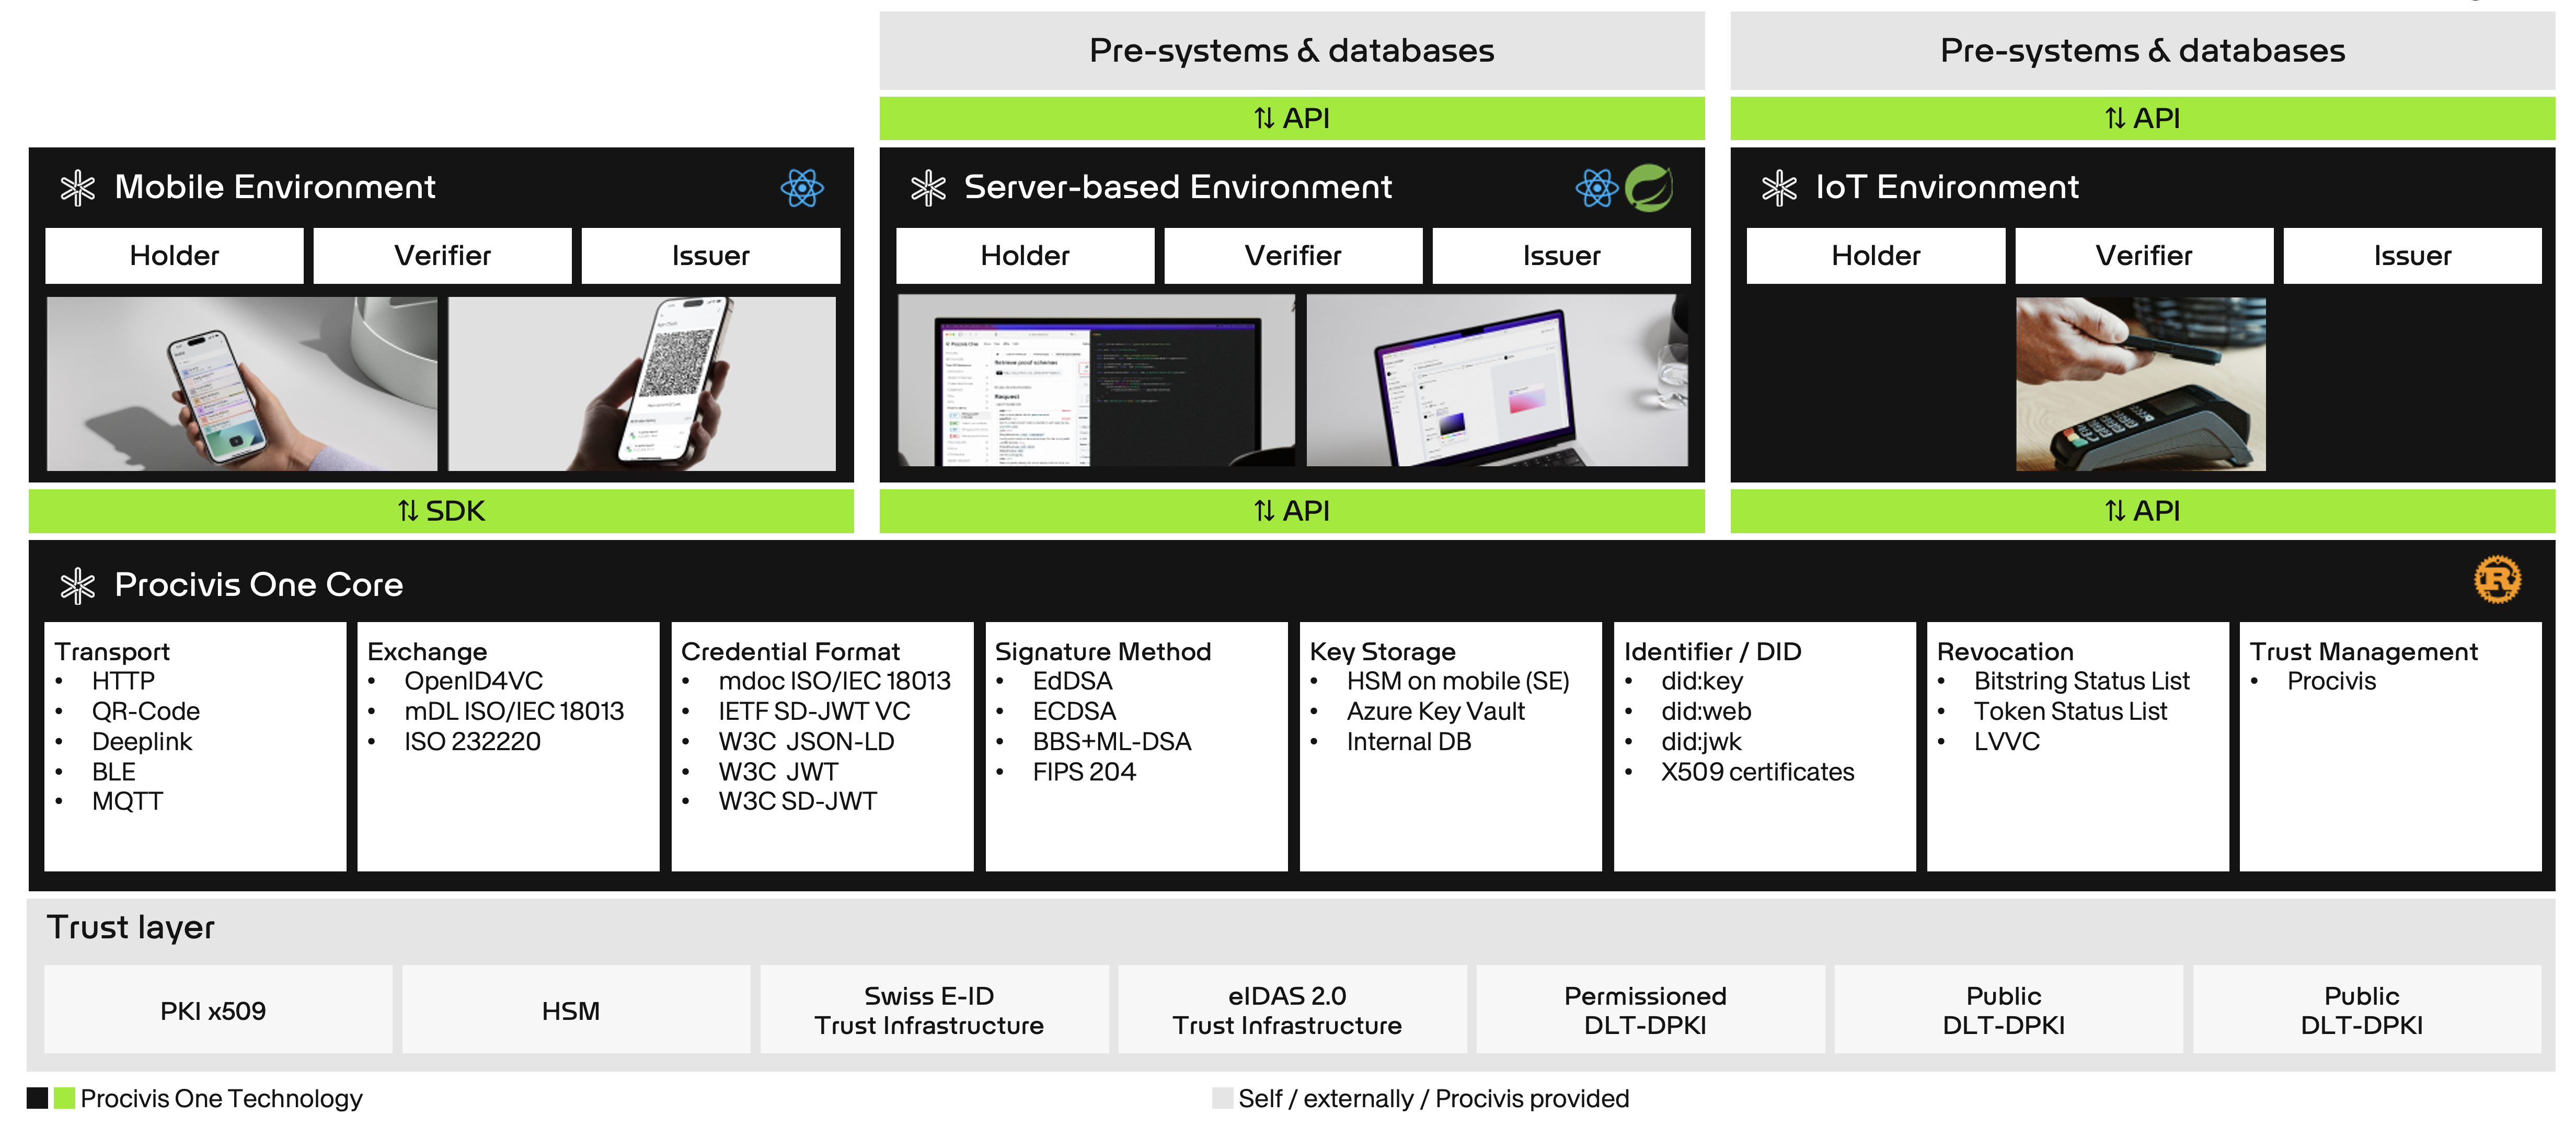 Pre-systems & databases
Pre-systems & databases
⇅ API
⇅ API
Mobile Environment
Server-based Environment
IoT Environment
Holder
Verifier
Issuer
Holder
Verifier
Issuer
Holder
Verifier
Issuer
Retrieve proof schemas
Request
⇅ SDK
⇅ API
⇅ API
Procivis One Core
Transport
• HTTP
• QR-Code
• Deeplink
• BLE
• MQTT
Exchange
• OpenID4VC
• mDL ISO/IEC 18013
• ISO 232220
Credential Format
• mdoc ISO/IEC 18013
• IETF SD-JWT VC
• W3C JSON-LD
• W3C JWT
• W3C SD-JWT
Signature Method
• EdDSA
• ECDSA
• BBS+ML-DSA
• FIPS 204
Key Storage
• HSM on mobile (SE)
• Azure Key Vault
• Internal DB
Identifier / DID
• did:key
• did:web
• did:jwk
• X509 certificates
Revocation
• Bitstring Status List
• Token Status List
• LVVC
Trust Management
• Procivis
Trust layer
PKI x509
HSM
Swiss E-ID
Trust Infrastructure
eIDAS 2.0
Trust Infrastructure
Permissioned
DLT-DPKI
Public
DLT-DPKI
Public
DLT-DPKI
Procivis One Technology
Self / externally / Procivis provided